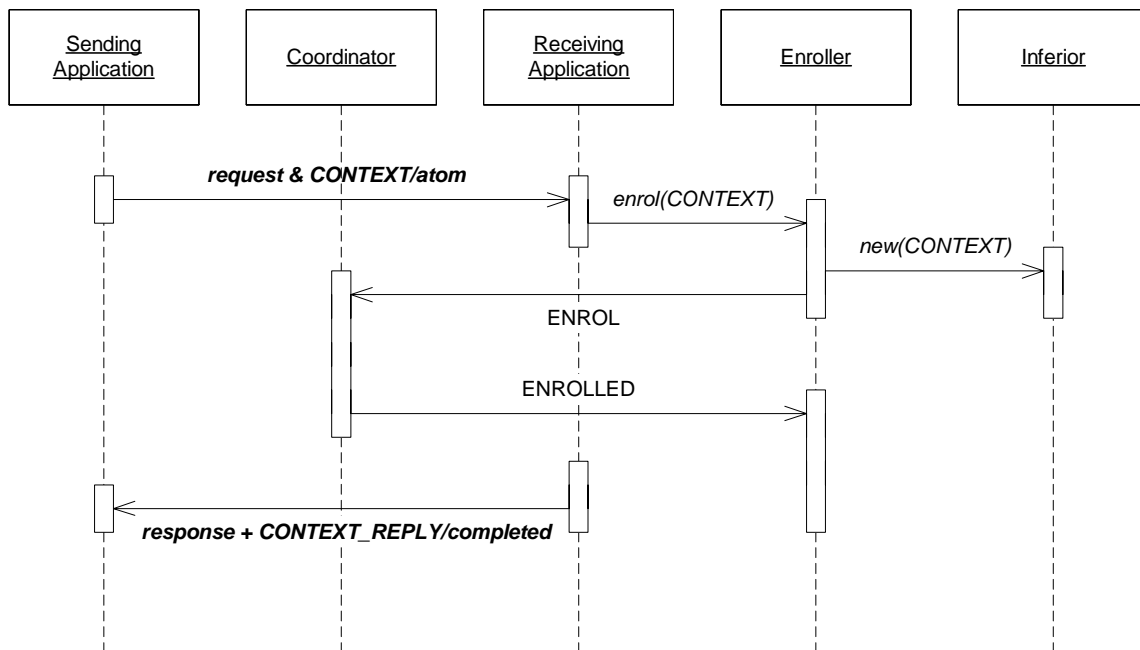 Sending
Application
Coordinator
Receiving
Application
Enroller
Inferior
request & CONTEXT/atom
enrol(CONTEXT)
new(CONTEXT)
ENROL
ENROLLED
response + CONTEXT_REPLY/completed